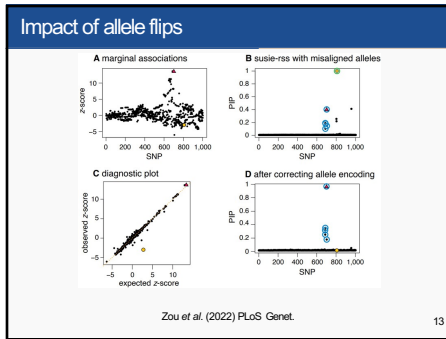 Impact of allele flips
A marginal associations
z-score
10
5
0
−5
0 200 400 600 800 1,000
SNP
B susie-rss with misaligned alleles
PIP
1
0.8
0.6
0.4
0.2
0
0 200 400 600 800 1,000
SNP
C diagnostic plot
observed z-score
10
5
0
−6
−5 0 5 10
expected z-score
D after correcting allele encoding
PIP
1
0.8
0.6
0.4
0.2
0
0 200 400 600 800 1,000
SNP
Zou et al. (2022) PLoS Genet.
13